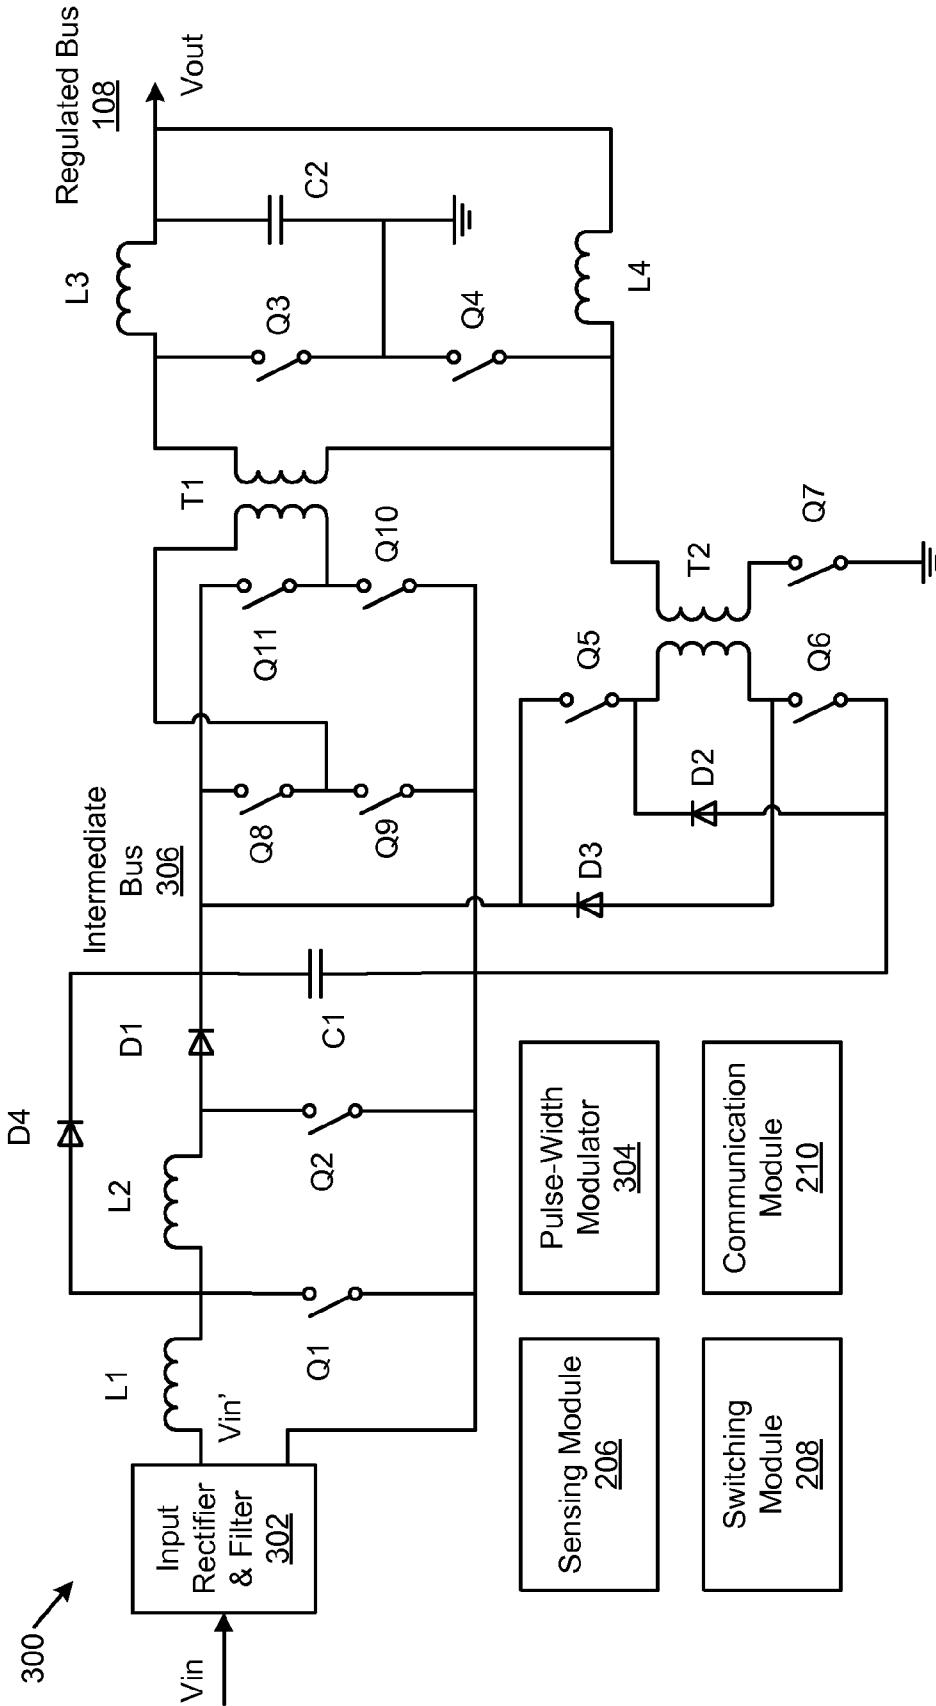 300
Vin
Input
Rectifier
& Filter
302
Vin'
L1
Q1
L2
Q2
D4
D1
C1
Intermediate
Bus
306
Q8
Q9
Q11
Q10
T1
L3
Q3
Q4
C2
L4
Regulated Bus
108
Vout
D3
D2
Q5
Q6
T2
Q7
Sensing Module
206
Switching
Module
208
Pulse-Width
Modulator
304
Communication
Module
210